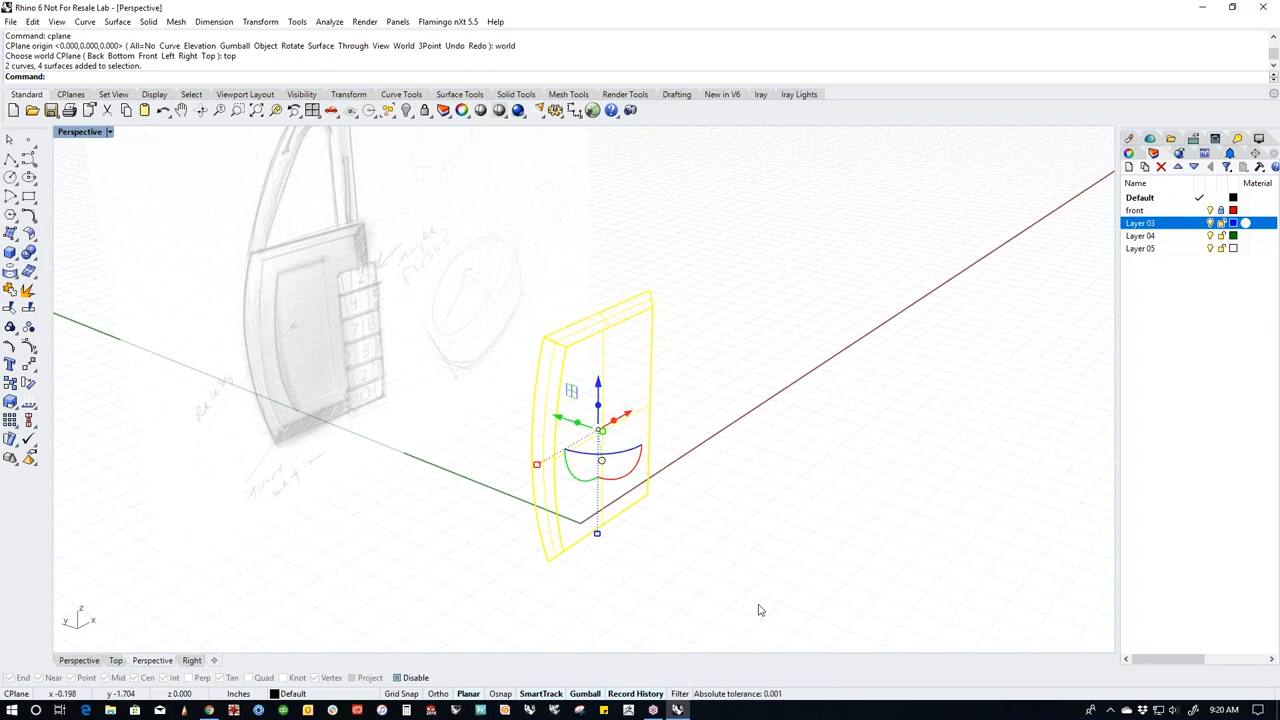 Rhino 6 Not For Resale Lab - [Perspective]
File Edit View Curve Surface Solid Mesh Dimension Transform Tools Analyze Render Panels Flamingo nXt 5.5 Help
Command: cplane
CPlane origin <0.000,0.000,0.000> ( All=No Curve Elevation Gumball Object Rotate Surface Through View World 3Point Undo Redo ): world
Choose world CPlane ( Back Bottom Front Left Right Top ): top
2 curves, 4 surfaces added to selection.
Command:
Standard CPlanes Set View Display Select Viewport Layout Visibility Transform Curve Tools Surface Tools Solid Tools Mesh Tools Render Tools Drafting New in V6 Iray Iray Lights
Perspective
Name Material
Default
front
Layer 03
Layer 04
Layer 05
z
y x
Perspective Top Perspective Right
End Near Point Mid Cen Int Perp Tan Quad Knot Vertex Project Disable
CPlane x -0.198 y -1.704 z 0.000 Inches Default Grid Snap Ortho Planar Osnap SmartTrack Gumball Record History Filter Absolute tolerance: 0.001
9:20 AM